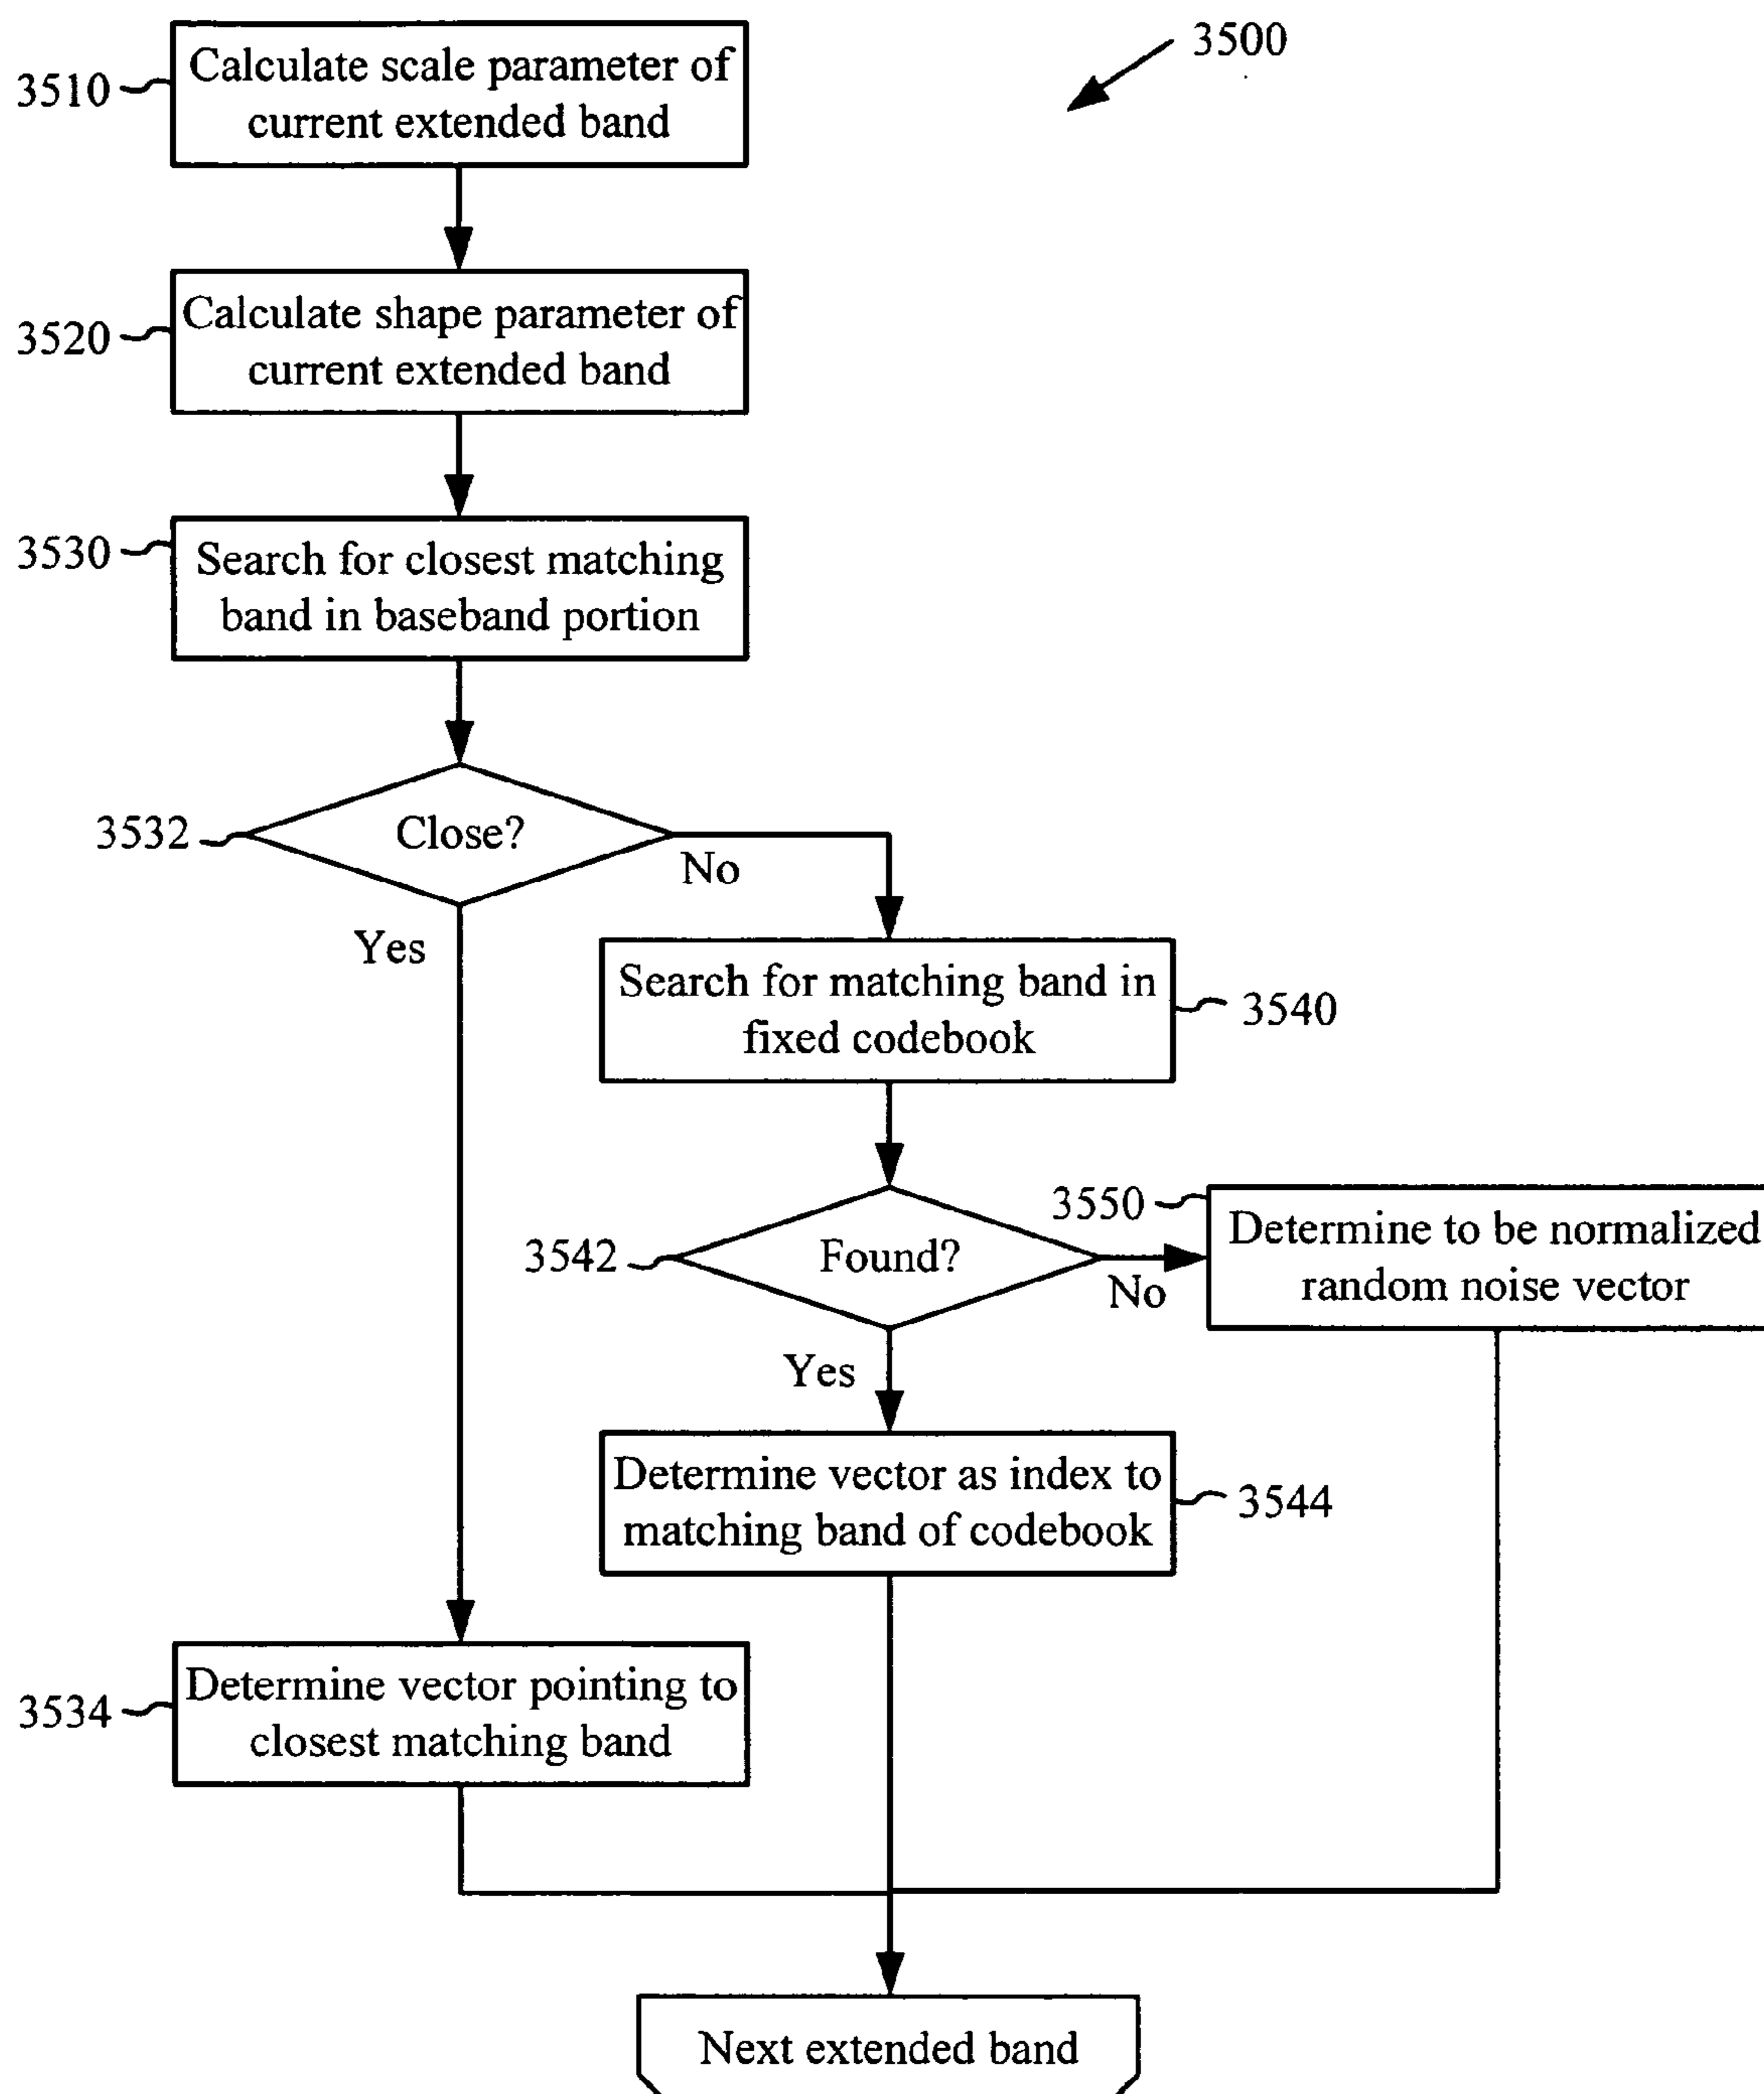 3500
3510
Calculate scale parameter of
current extended band
3520
Calculate shape parameter of
current extended band
3530
Search for closest matching
band in baseband portion
3532
Close?
No
Yes
Search for matching band in
fixed codebook
3540
3550
Determine to be normalized
random noise vector
3542
Found?
No
Yes
Determine vector as index to
matching band of codebook
3544
3534
Determine vector pointing to
closest matching band
Next extended band